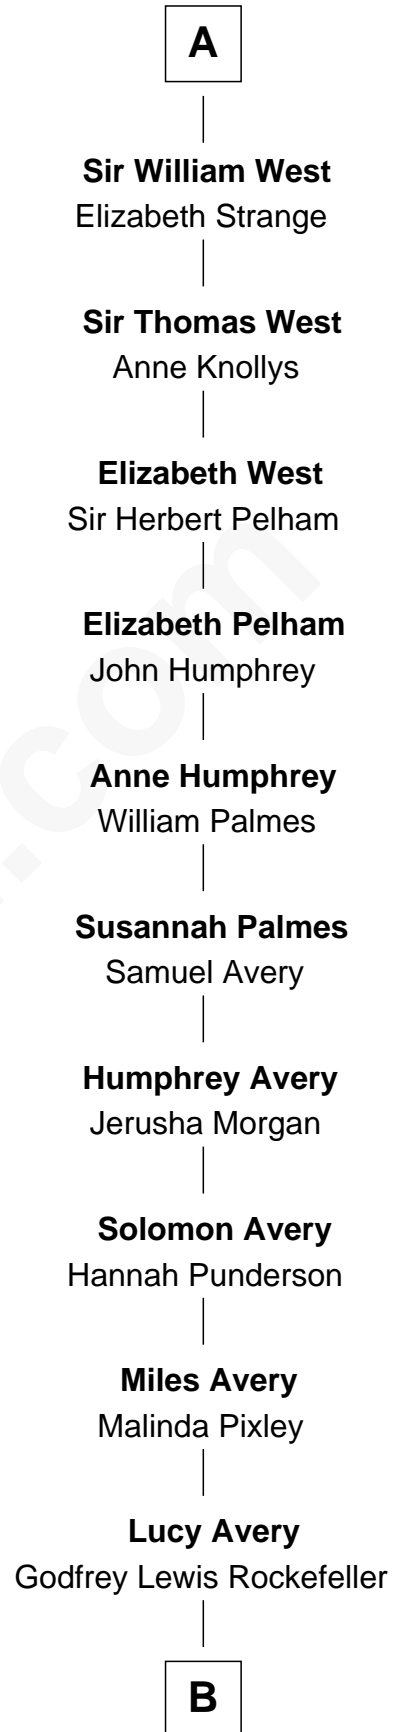 A
Sir William West
Elizabeth Strange
Sir Thomas West
Anne Knollys
Elizabeth West
Sir Herbert Pelham
Elizabeth Pelham
John Humphrey
Anne Humphrey
William Palmes
Susannah Palmes
Samuel Avery
Humphrey Avery
Jerusha Morgan
Solomon Avery
Hannah Punderson
Miles Avery
Malinda Pixley
Lucy Avery
Godfrey Lewis Rockefeller
B
.com